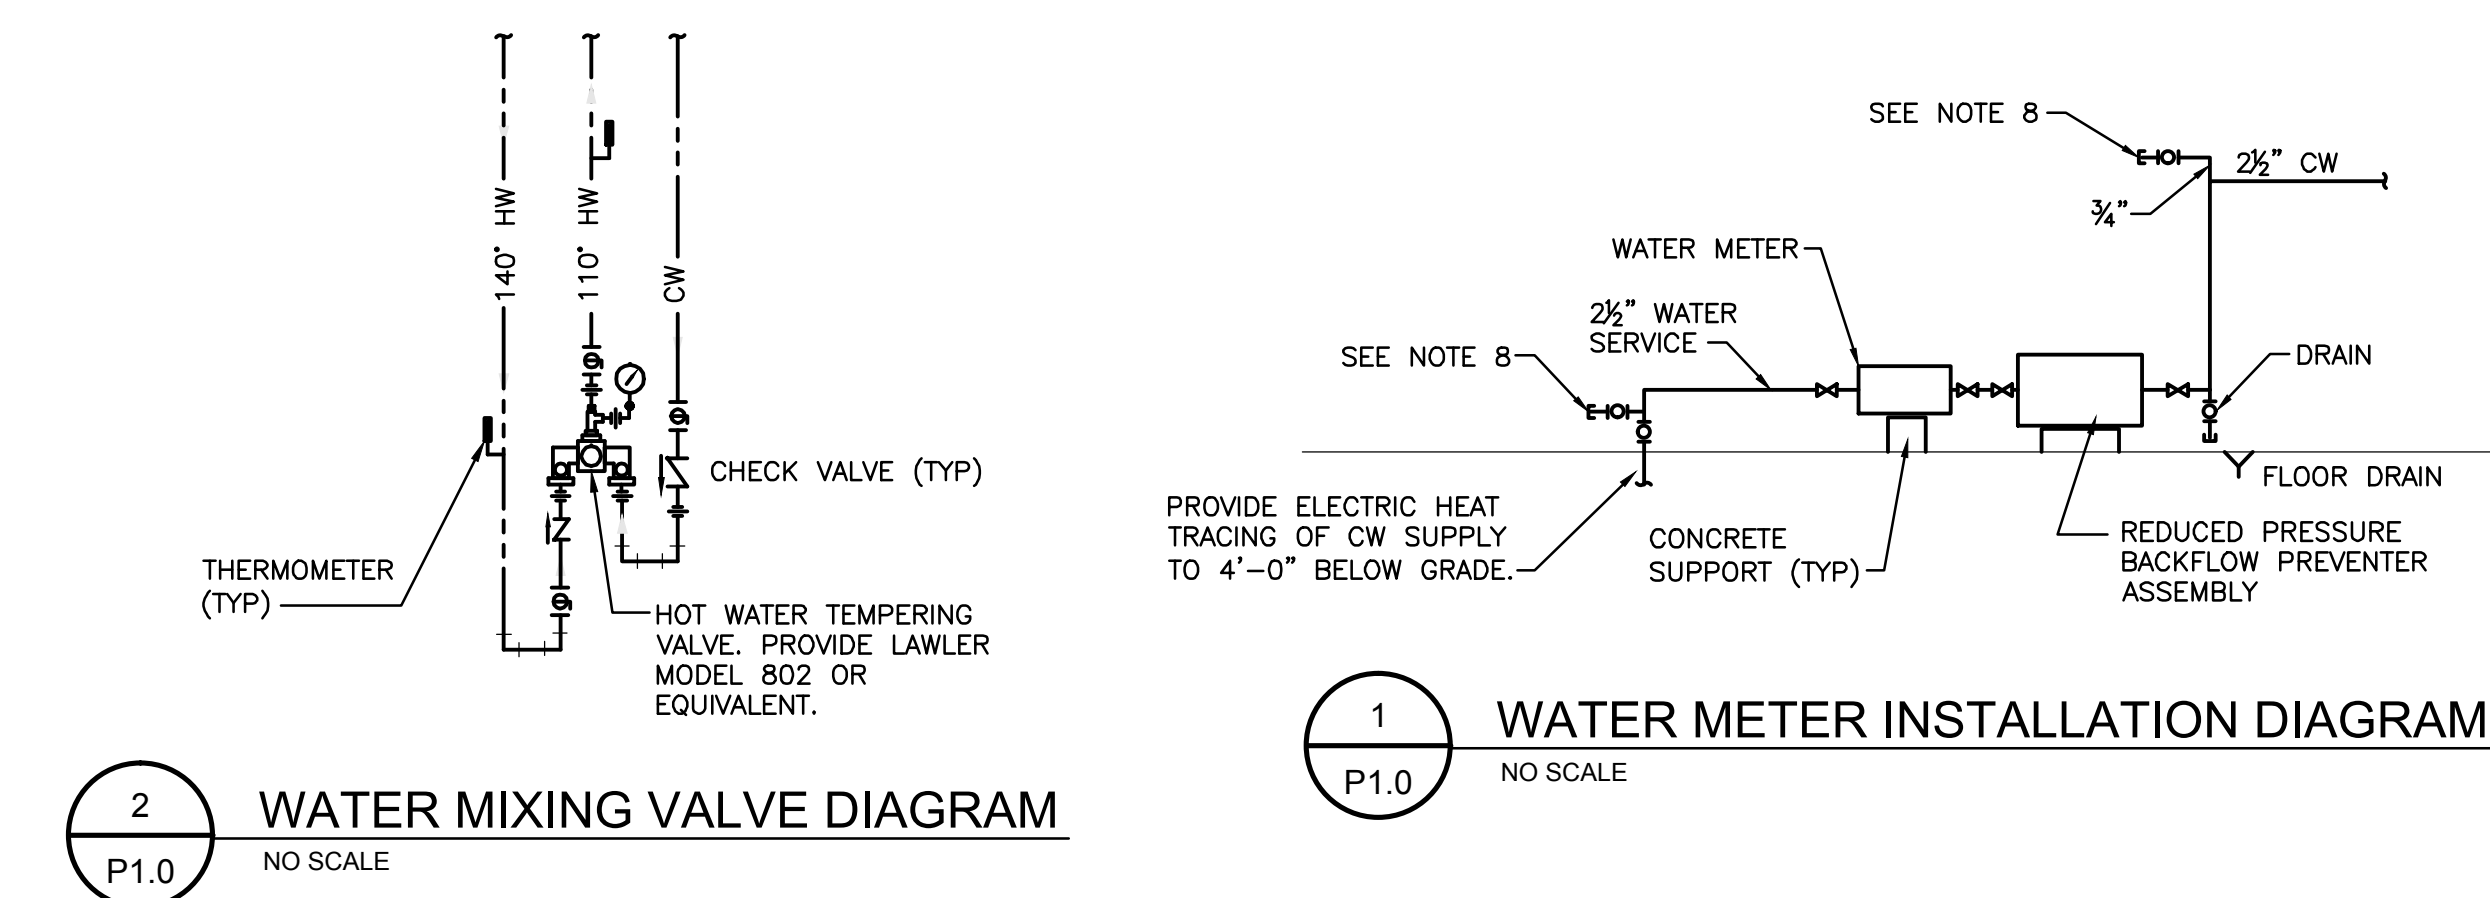 140° HW
110° HW
CW
CHECK VALVE (TYP)
THERMOMETER
(TYP)
HOT WATER TEMPERING
VALVE. PROVIDE LAWLER
MODEL 802 OR
EQUIVALENT.
2
P1.0
WATER MIXING VALVE DIAGRAM
NO SCALE
SEE NOTE 8
2½" CW
¾"
WATER METER
2½" WATER
SERVICE
SEE NOTE 8
DRAIN
FLOOR DRAIN
PROVIDE ELECTRIC HEAT
TRACING OF CW SUPPLY
TO 4'-0" BELOW GRADE.
CONCRETE
SUPPORT (TYP)
REDUCED PRESSURE
BACKFLOW PREVENTER
ASSEMBLY
1
P1.0
WATER METER INSTALLATION DIAGRAM
NO SCALE